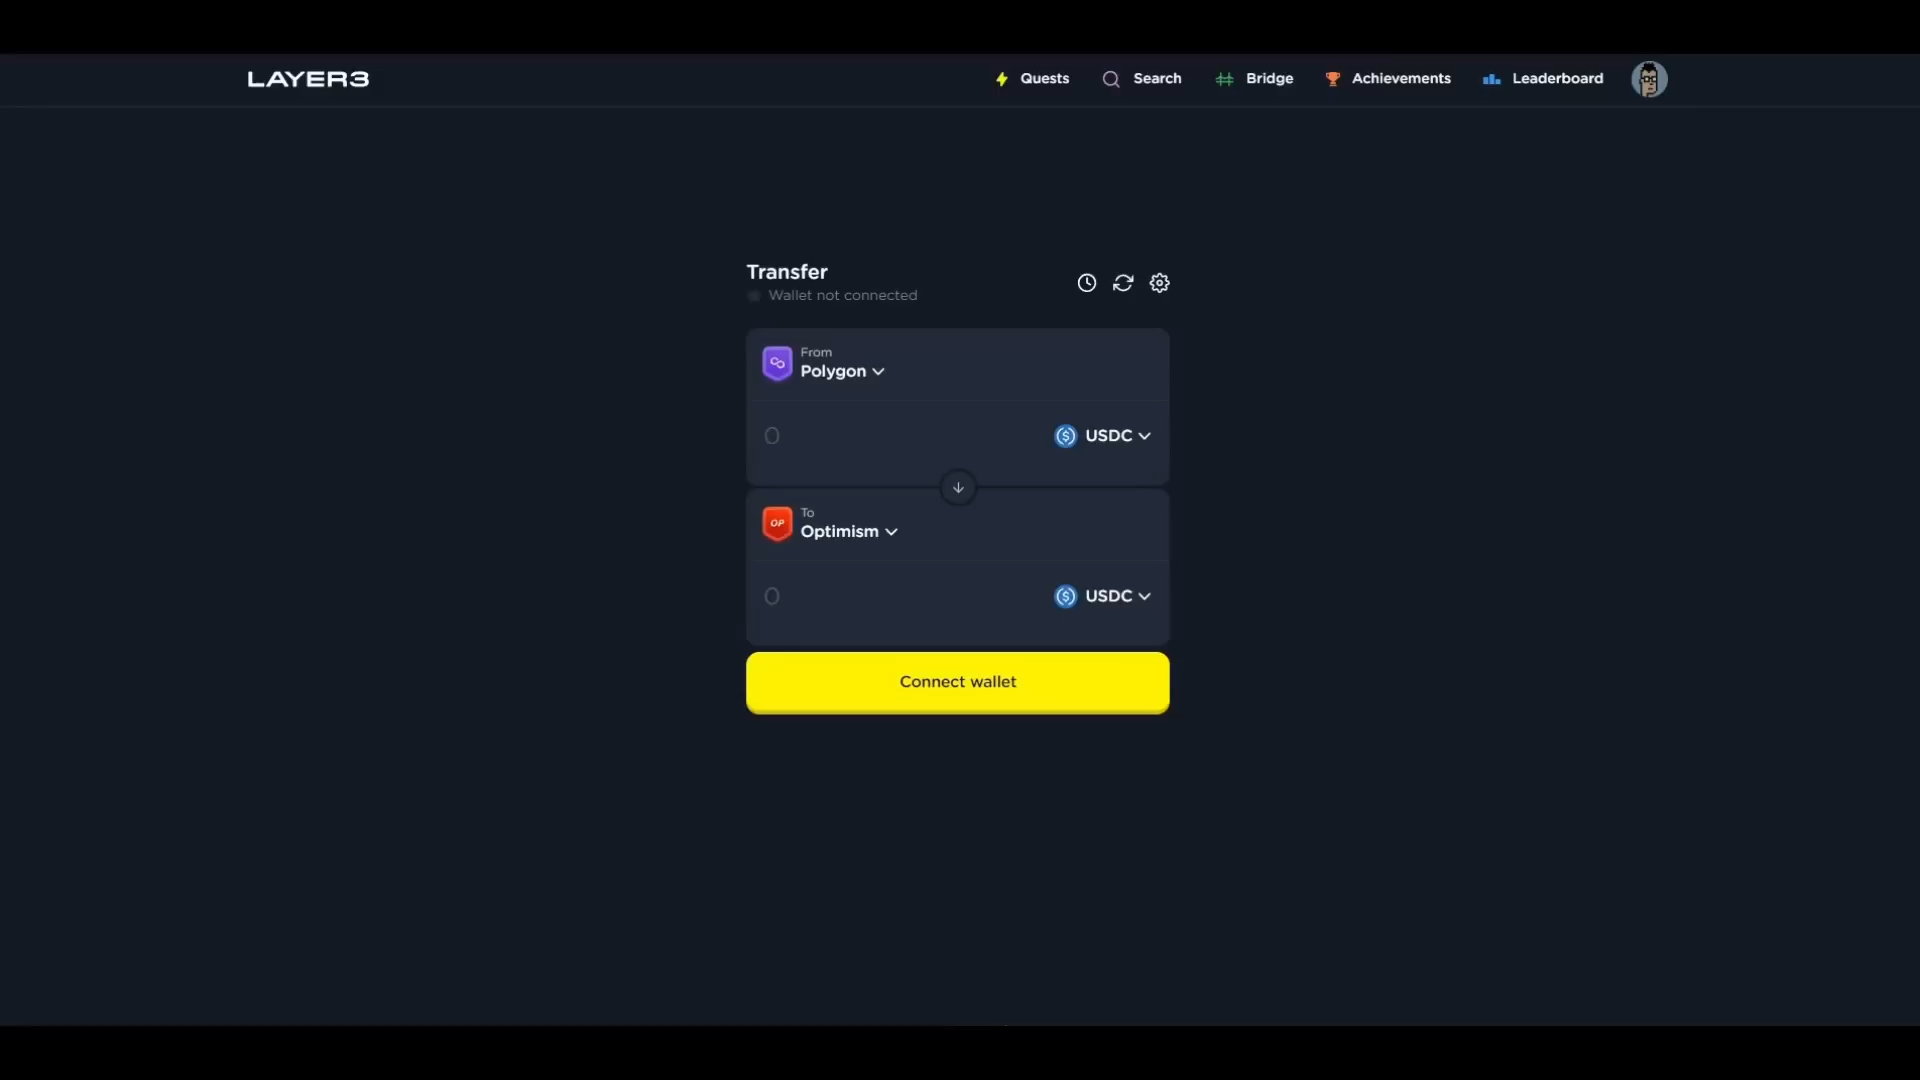 LAYER3
Quests
Search
Bridge
Achievements
Leaderboard
Transfer
Wallet not connected
From
Polygon
0
USDC
To
OP
Optimism
0
USDC
Connect wallet